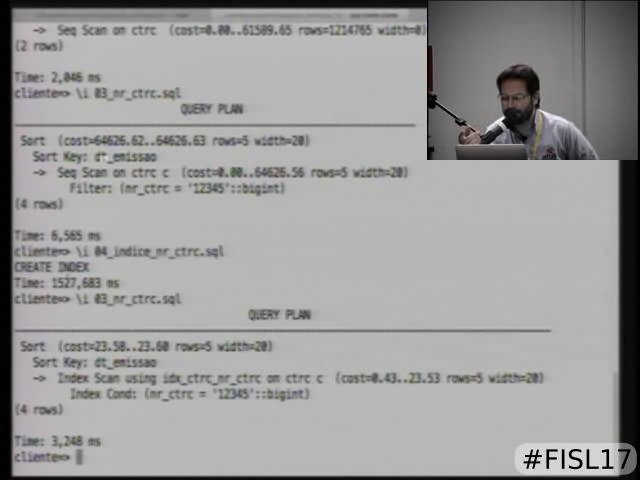 -> Seq Scan on ctrc (cost=0.00..61589.65 rows=1214765 width=0)
(2 rows)
Time: 2,046 ms
cliente=> \i 03_nr_ctrc.sql
QUERY PLAN
Sort (cost=64626.62..64626.63 rows=5 width=20)
Sort Key: dt_emissao
-> Seq Scan on ctrc c (cost=0.00..64626.56 rows=5 width=20)
Filter: (nr_ctrc = '12345'::bigint)
(4 rows)
Time: 6,565 ms
cliente=> \i 04_indice_nr_ctrc.sql
CREATE INDEX
Time: 1527,683 ms
cliente=> \i 03_nr_ctrc.sql
QUERY PLAN
Sort (cost=23.58..23.60 rows=5 width=20)
Sort Key: dt_emissao
-> Index Scan using idx_ctrc_nr_ctrc on ctrc c (cost=0.43..23.53 rows=5 width=20)
Index Cond: (nr_ctrc = '12345'::bigint)
(4 rows)
Time: 3,248 ms
cliente=>
#FISL17